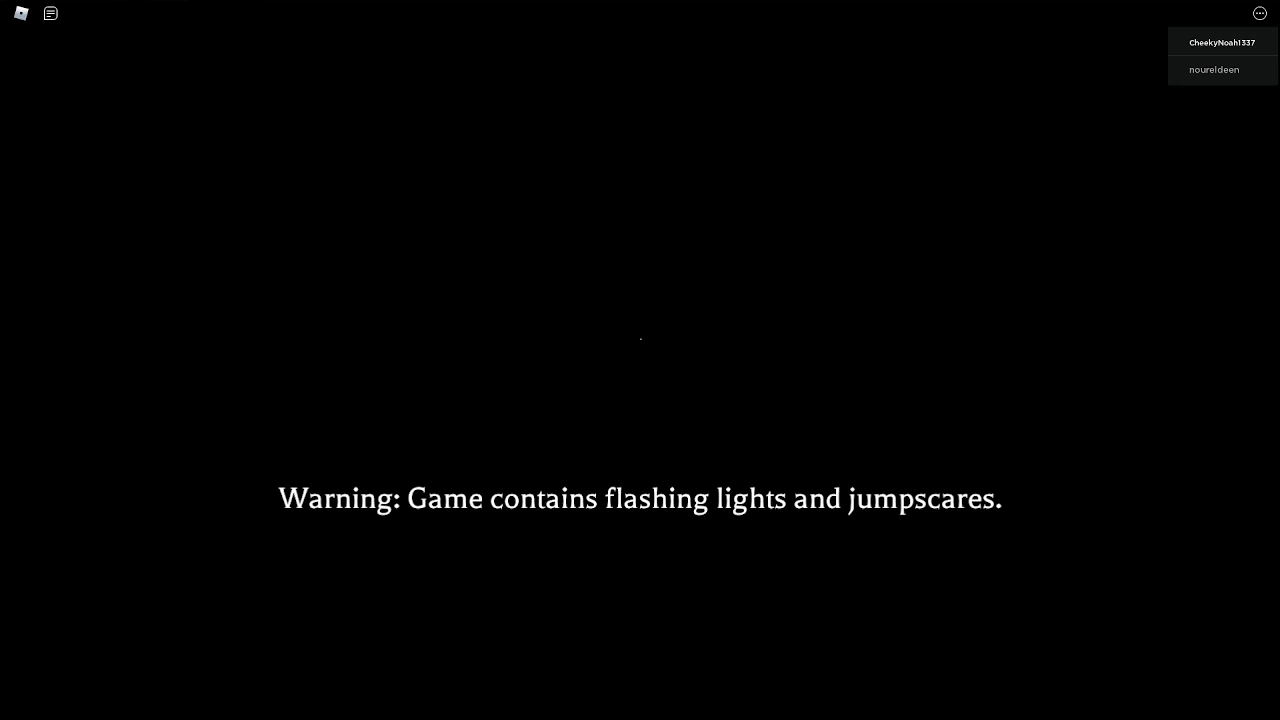 CheekyNoah1337
noureldeen
Warning: Game contains flashing lights and jumpscares.